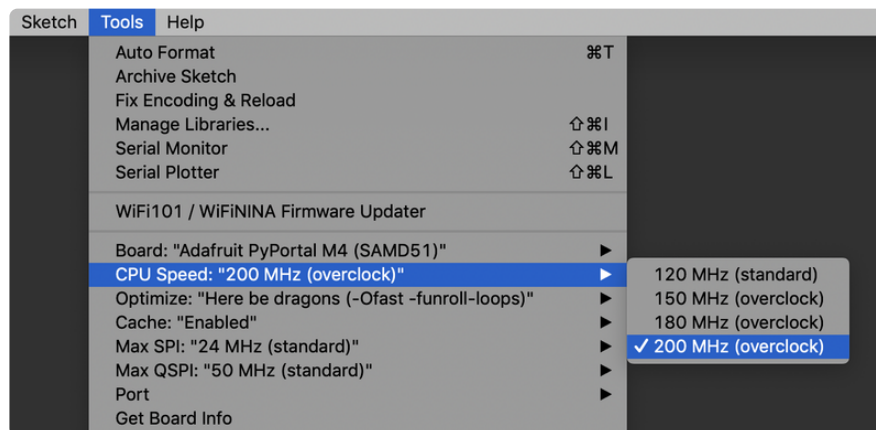 Sketch Tools Help
Auto Format ⌘T
Archive Sketch
Fix Encoding & Reload
Manage Libraries... ⇧⌘I
Serial Monitor ⇧⌘M
Serial Plotter ⇧⌘L
WiFi101 / WiFiNINA Firmware Updater
Board: "Adafruit PyPortal M4 (SAMD51)"
CPU Speed: "200 MHz (overclock)"
Optimize: "Here be dragons (-Ofast -funroll-loops)"
Cache: "Enabled"
Max SPI: "24 MHz (standard)"
Max QSPI: "50 MHz (standard)"
Port
Get Board Info
120 MHz (standard)
150 MHz (overclock)
180 MHz (overclock)
✓ 200 MHz (overclock)